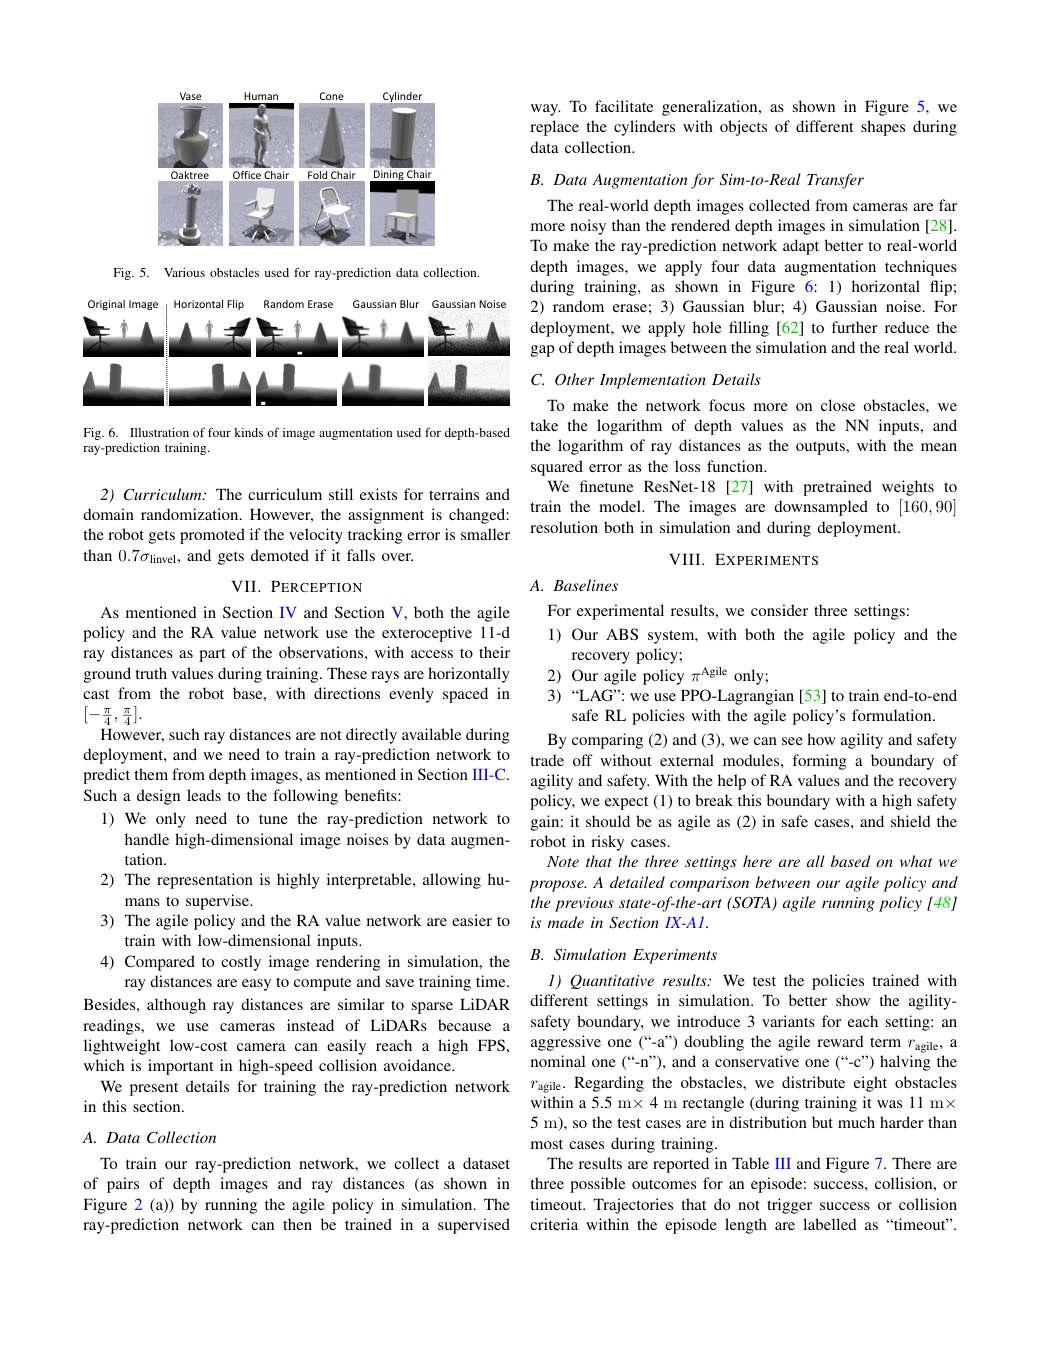 Vase Human Cone Cylinder
Oaktree Office Chair Fold Chair Dining Chair
Fig. 5. Various obstacles used for ray-prediction data collection.
Original Image Horizontal Flip Random Erase Gaussian Blur Gaussian Noise
Fig. 6. Illustration of four kinds of image augmentation used for depth-based
ray-prediction training.
2) Curriculum: The curriculum still exists for terrains and
domain randomization. However, the assignment is changed:
the robot gets promoted if the velocity tracking error is smaller
than 0.7σ_linvel, and gets demoted if it falls over.
VII. PERCEPTION
As mentioned in Section IV and Section V, both the agile
policy and the RA value network use the exteroceptive 11-d
ray distances as part of the observations, with access to their
ground truth values during training. These rays are horizontally
cast from the robot base, with directions evenly spaced in
[−π/4, π/4].
However, such ray distances are not directly available during
deployment, and we need to train a ray-prediction network to
predict them from depth images, as mentioned in Section III-C.
Such a design leads to the following benefits:
1) We only need to tune the ray-prediction network to
handle high-dimensional image noises by data augmen-
tation.
2) The representation is highly interpretable, allowing hu-
mans to supervise.
3) The agile policy and the RA value network are easier to
train with low-dimensional inputs.
4) Compared to costly image rendering in simulation, the
ray distances are easy to compute and save training time.
Besides, although ray distances are similar to sparse LiDAR
readings, we use cameras instead of LiDARs because a
lightweight low-cost camera can easily reach a high FPS,
which is important in high-speed collision avoidance.
We present details for training the ray-prediction network
in this section.
A. Data Collection
To train our ray-prediction network, we collect a dataset
of pairs of depth images and ray distances (as shown in
Figure 2 (a)) by running the agile policy in simulation. The
ray-prediction network can then be trained in a supervised
way. To facilitate generalization, as shown in Figure 5, we
replace the cylinders with objects of different shapes during
data collection.
B. Data Augmentation for Sim-to-Real Transfer
The real-world depth images collected from cameras are far
more noisy than the rendered depth images in simulation [28].
To make the ray-prediction network adapt better to real-world
depth images, we apply four data augmentation techniques
during training, as shown in Figure 6: 1) horizontal flip;
2) random erase; 3) Gaussian blur; 4) Gaussian noise. For
deployment, we apply hole filling [62] to further reduce the
gap of depth images between the simulation and the real world.
C. Other Implementation Details
To make the network focus more on close obstacles, we
take the logarithm of depth values as the NN inputs, and
the logarithm of ray distances as the outputs, with the mean
squared error as the loss function.
We finetune ResNet-18 [27] with pretrained weights to
train the model. The images are downsampled to [160, 90]
resolution both in simulation and during deployment.
VIII. EXPERIMENTS
A. Baselines
For experimental results, we consider three settings:
1) Our ABS system, with both the agile policy and the
recovery policy;
2) Our agile policy π^Agile only;
3) “LAG”: we use PPO-Lagrangian [53] to train end-to-end
safe RL policies with the agile policy’s formulation.
By comparing (2) and (3), we can see how agility and safety
trade off without external modules, forming a boundary of
agility and safety. With the help of RA values and the recovery
policy, we expect (1) to break this boundary with a high safety
gain: it should be as agile as (2) in safe cases, and shield the
robot in risky cases.
Note that the three settings here are all based on what we
propose. A detailed comparison between our agile policy and
the previous state-of-the-art (SOTA) agile running policy [48]
is made in Section IX-A1.
B. Simulation Experiments
1) Quantitative results: We test the policies trained with
different settings in simulation. To better show the agility-
safety boundary, we introduce 3 variants for each setting: an
aggressive one (“-a”) doubling the agile reward term r_agile, a
nominal one (“-n”), and a conservative one (“-c”) halving the
r_agile. Regarding the obstacles, we distribute eight obstacles
within a 5.5 m× 4 m rectangle (during training it was 11 m×
5 m), so the test cases are in distribution but much harder than
most cases during training.
The results are reported in Table III and Figure 7. There are
three possible outcomes for an episode: success, collision, or
timeout. Trajectories that do not trigger success or collision
criteria within the episode length are labelled as “timeout”.